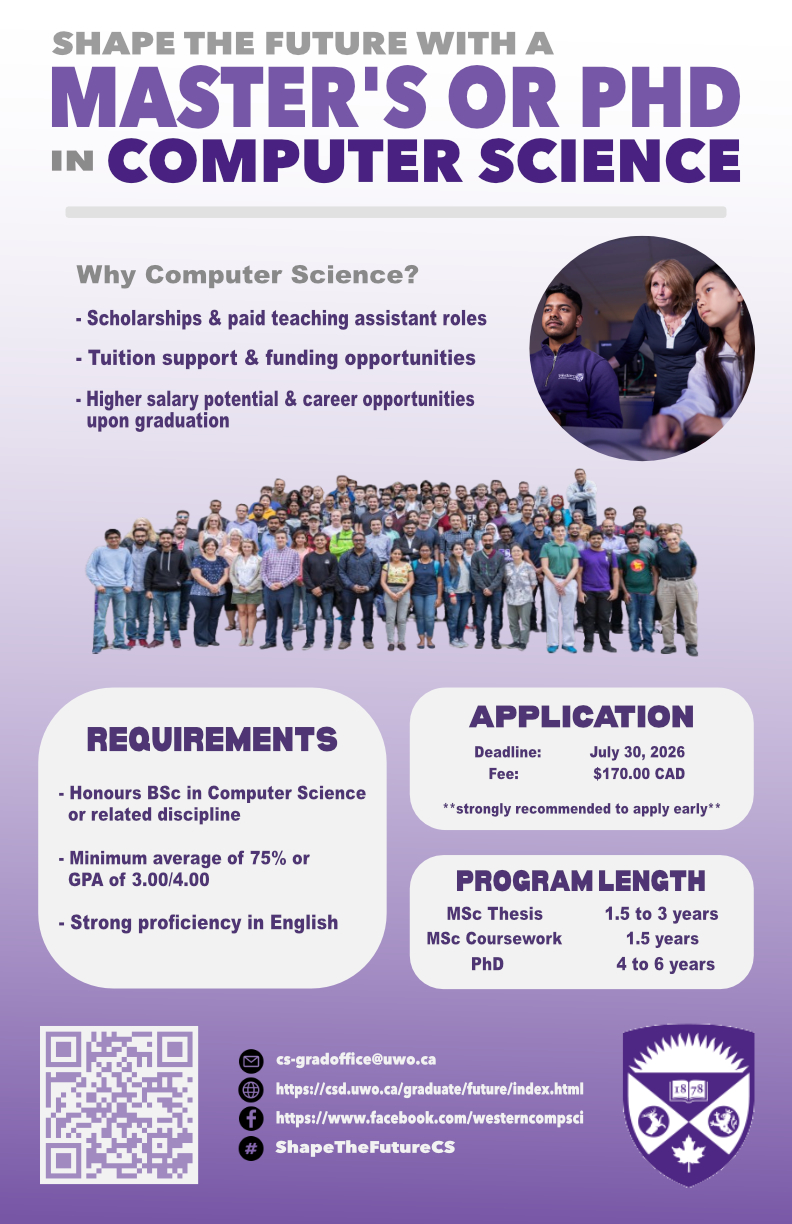 SHAPE THE FUTURE WITH A
MASTER'S OR PHD
IN COMPUTER SCIENCE
Why Computer Science?
- Scholarships & paid teaching assistant roles
- Tuition support & funding opportunities
- Higher salary potential & career opportunities
upon graduation
REQUIREMENTS
- Honours BSc in Computer Science
or related discipline
- Minimum average of 75% or
GPA of 3.00/4.00
- Strong proficiency in English
APPLICATION
Deadline: July 30, 2026
Fee: $170.00 CAD
**strongly recommended to apply early**
PROGRAM LENGTH
MSc Thesis 1.5 to 3 years
MSc Coursework 1.5 years
PhD 4 to 6 years
cs-gradoffice@uwo.ca
https://csd.uwo.ca/graduate/future/index.html
https://www.facebook.com/westerncompsci
# ShapeTheFutureCS
1878